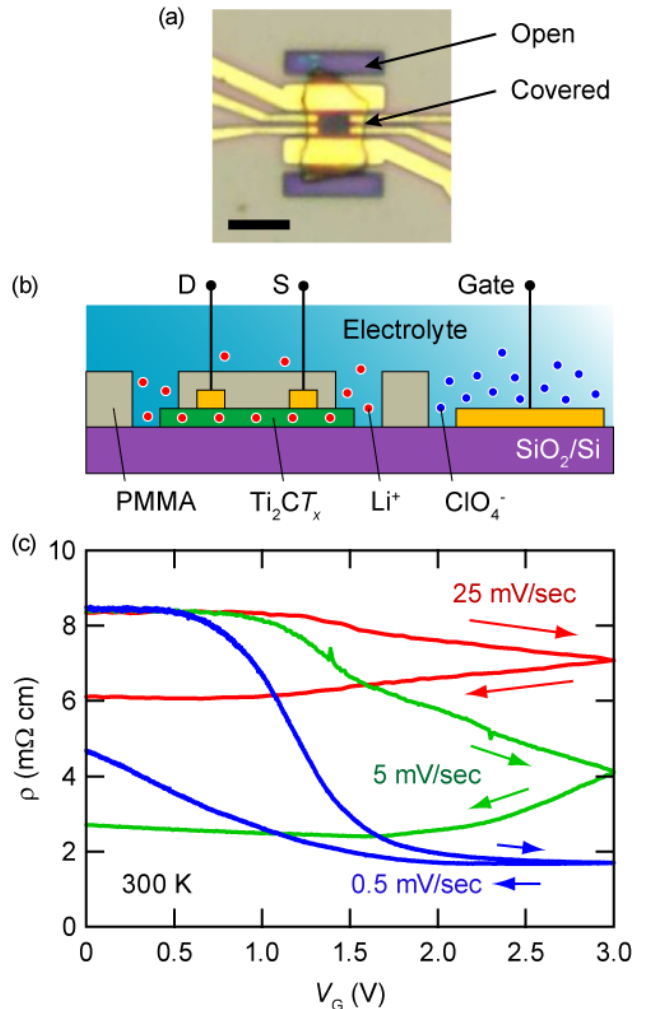 (a)
Open
Covered
(b)
D S Gate
Electrolyte
SiO₂/Si
PMMA Ti₂CTₓ Li⁺ ClO₄⁻
(c)
10
8
6
4
2
0
ρ (mΩ cm)
25 mV/sec
5 mV/sec
0.5 mV/sec
300 K
0 0.5 1.0 1.5 2.0 2.5 3.0
V_G (V)